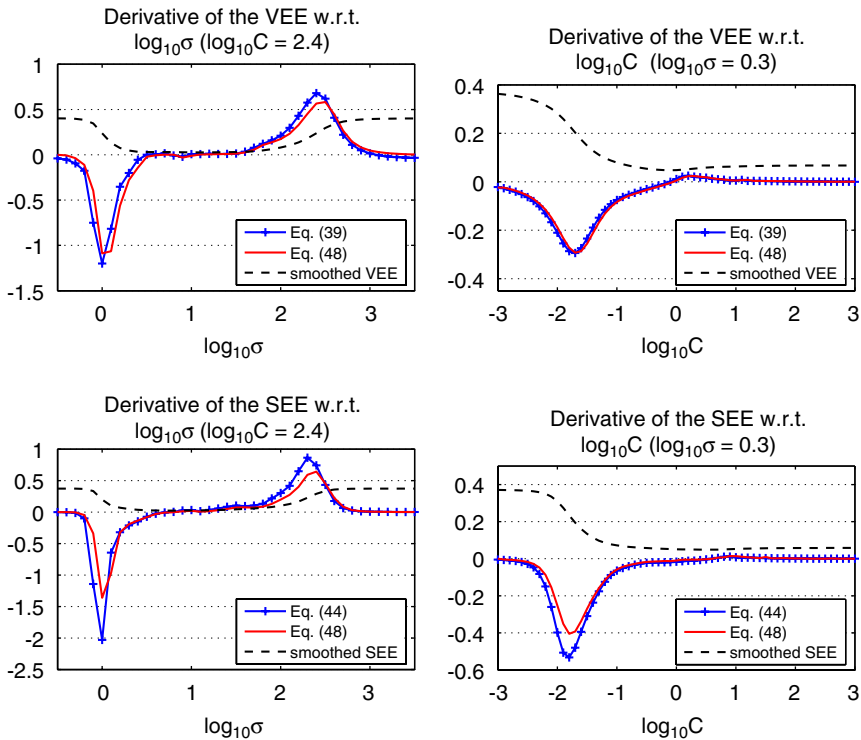 Derivative of the VEE w.r.t.
log10σ (log10C = 2.4)
1
0.5
0
-0.5
-1
-1.5
0
1
2
3
log10σ
Eq. (39)
Eq. (48)
smoothed VEE
Derivative of the VEE w.r.t.
log10C (log10σ = 0.3)
0.4
0.2
0
-0.2
-0.4
-3
-2
-1
0
1
2
3
log10C
Eq. (39)
Eq. (48)
smoothed VEE
Derivative of the SEE w.r.t.
log10σ (log10C = 2.4)
1
0.5
0
-0.5
-1
-1.5
-2
-2.5
0
1
2
3
log10σ
Eq. (44)
Eq. (48)
smoothed SEE
Derivative of the SEE w.r.t.
log10C (log10σ = 0.3)
0.4
0.2
0
-0.2
-0.4
-0.6
-3
-2
-1
0
1
2
3
log10C
Eq. (44)
Eq. (48)
smoothed SEE